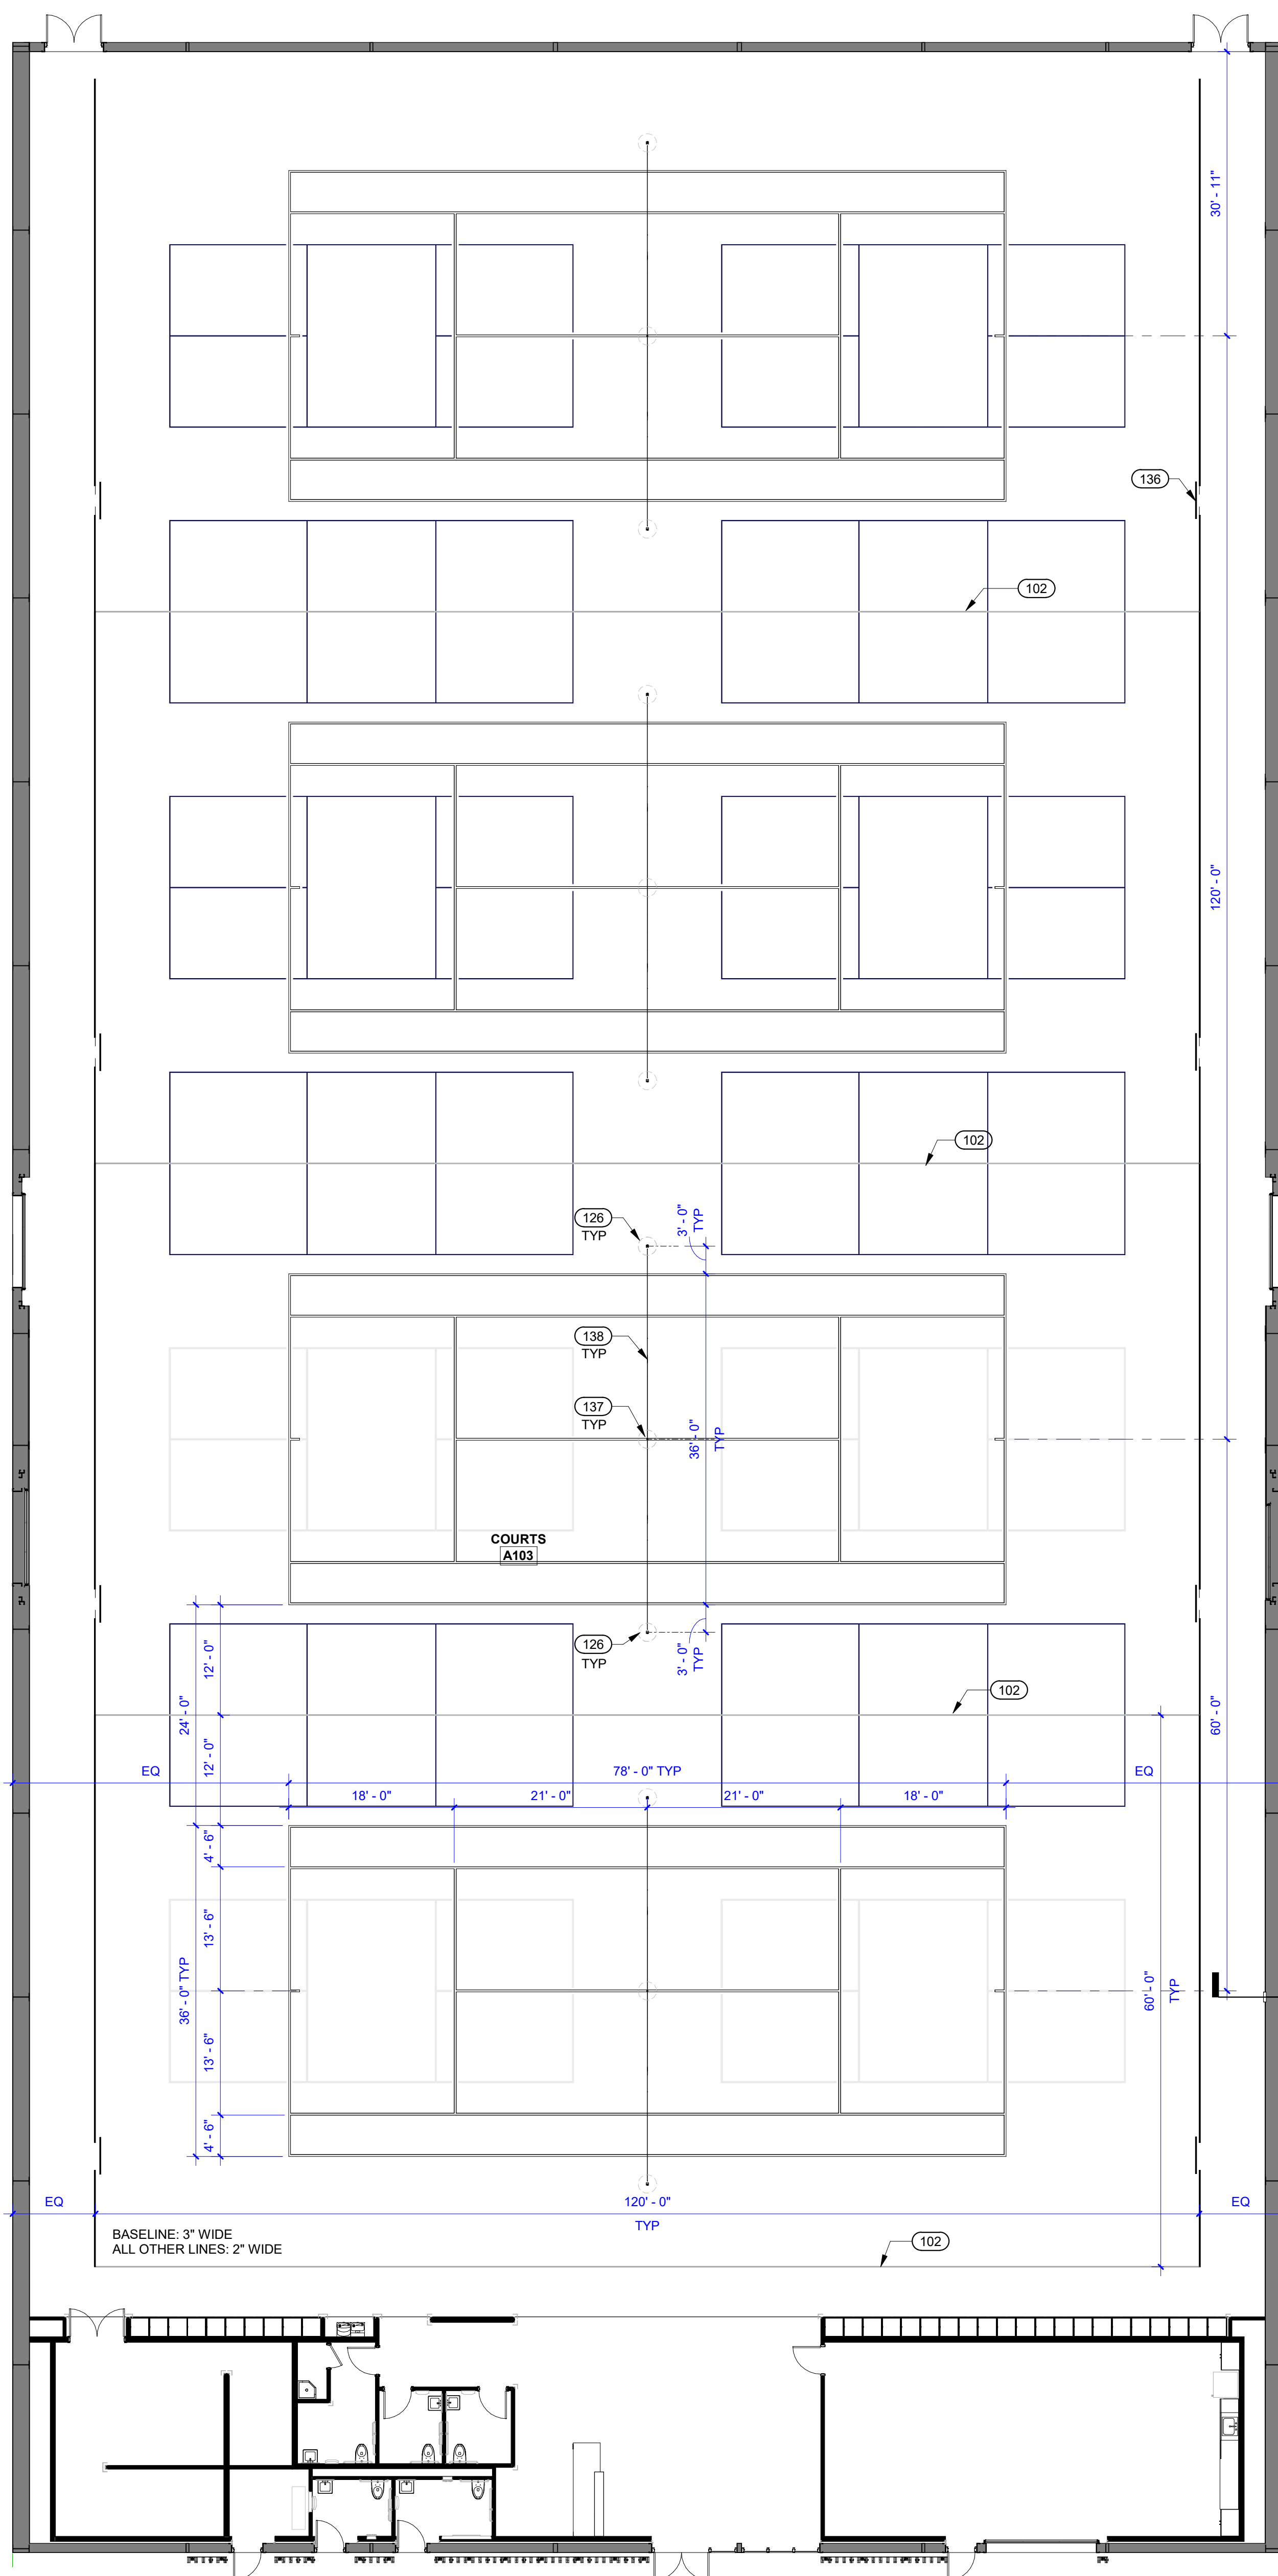 30' - 11"
136
102
120' - 0"
102
126
TYP
3' - 0"
TYP
138
TYP
137
TYP
36' - 0"
TYP
COURTS
A103
126
TYP
3' - 0"
TYP
12' - 0"
24' - 0"
102
60' - 0"
12' - 0"
EQ
78' - 0" TYP
EQ
18' - 0"
21' - 0"
21' - 0"
18' - 0"
4' - 6"
13' - 6"
36' - 0" TYP
60' - 0"
TYP
13' - 6"
4' - 6"
EQ
120' - 0"
EQ
TYP
BASELINE: 3" WIDE
ALL OTHER LINES: 2" WIDE
102